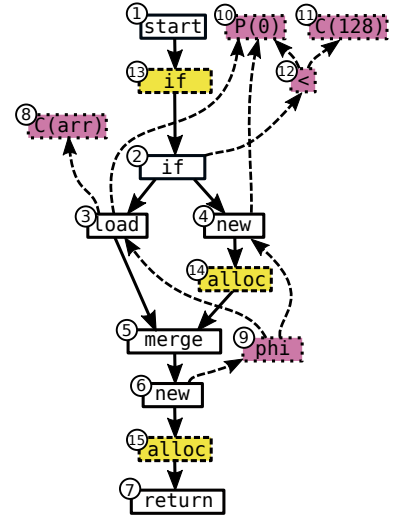 1 start
10 P(0)
11 C(128)
13 if
12 <
8 C(arr)
2 if
3 load
4 new
14 alloc
5 merge
9 phi
6 new
15 alloc
7 return